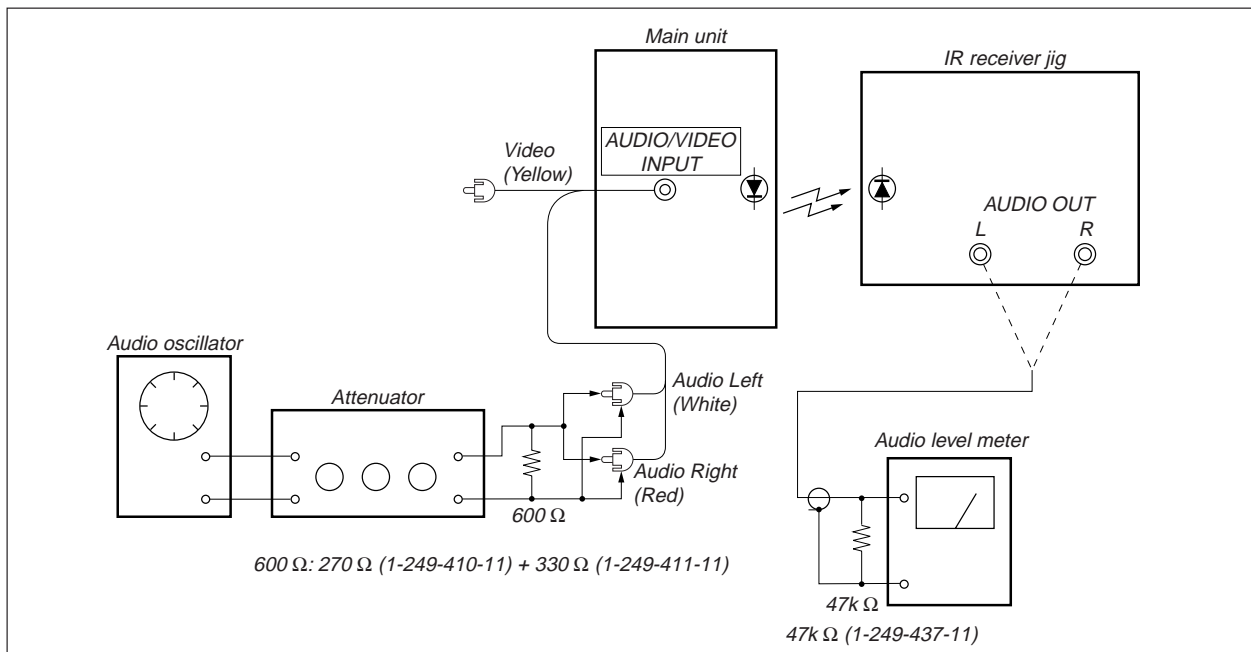 Main unit
IR receiver jig
AUDIO/VIDEO
INPUT
Video
(Yellow)
AUDIO OUT
L R
Audio oscillator
Attenuator
Audio Left
(White)
Audio Right
(Red)
600 Ω
Audio level meter
600 Ω: 270 Ω (1-249-410-11) + 330 Ω (1-249-411-11)
47k Ω
47k Ω (1-249-437-11)